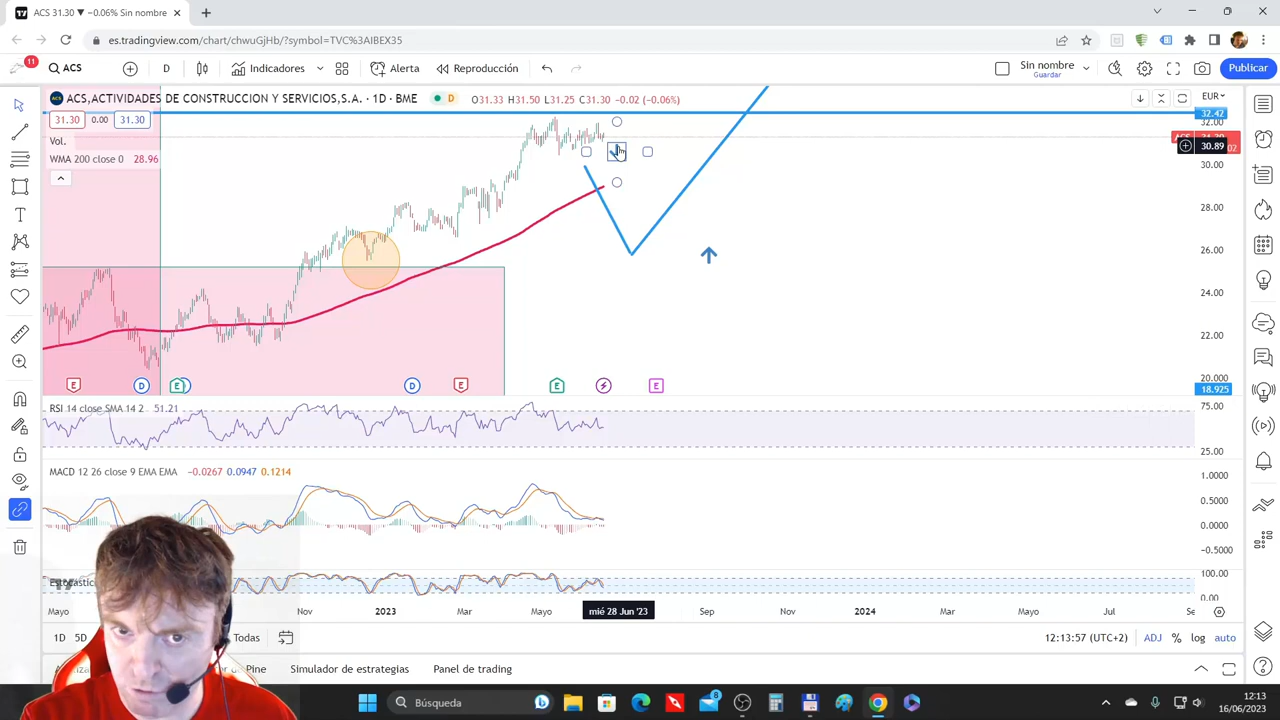 ACS 31.30 ▼ −0.06% Sin nombre
es.tradingview.com/chart/chwuGjHb/?symbol=TVC%3AIBEX35
11
ACS
D
Indicadores
Alerta
Reproducción
Sin nombre
Guardar
Publicar
ACS,ACTIVIDADES DE CONSTRUCCION Y SERVICIOS,S.A. · 1D · BME
D
O31.33 H31.50 L31.25 C31.30 −0.02 (−0.06%)
EUR
31.30 0.00 31.30
Vol.
WMA 200 close 0 28.96
32.42
32.00
30.89
30.00
28.00
26.00
24.00
22.00
20.000
18.925
E D E D E E E
RSI 14 close SMA 14 2 51.21
75.00
25.00
MACD 12 26 close 9 EMA EMA −0.0267 0.0947 0.1214
1.0000
0.5000
0.0000
−0.5000
100.00
0.00
Mayo Nov 2023 Mar Mayo mié 28 Jun '23 Sep Nov 2024 Mar Mayo Jul Se
1D 5D Todas
12:13:57 (UTC+2) ADJ % log auto
de Pine Simulador de estrategias Panel de trading
Búsqueda
8
12:13
16/06/2023